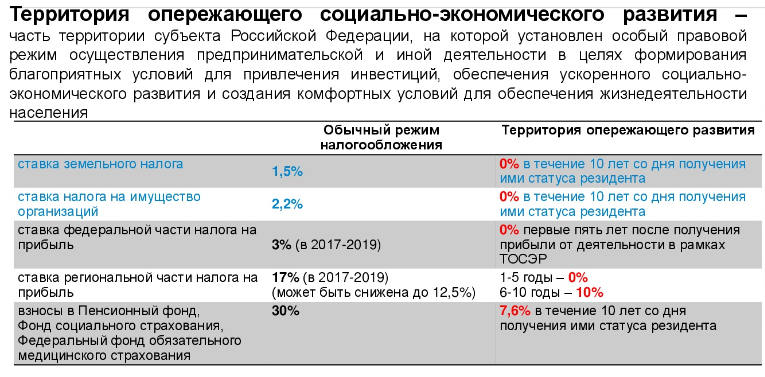 Территория опережающего социально-экономического развития –
часть территории субъекта Российской Федерации, на которой установлен особый правовой
режим осуществления предпринимательской и иной деятельности в целях формирования
благоприятных условий для привлечения инвестиций, обеспечения ускоренного социально-
экономического развития и создания комфортных условий для обеспечения жизнедеятельности
населения
Обычный режим
налогообложения
Территория опережающего развития
ставка земельного налога
1,5%
0% в течение 10 лет со дня получения
ими статуса резидента
ставка налога на имущество
организаций
2,2%
0% в течение 10 лет со дня получения
ими статуса резидента
ставка федеральной части налога на
прибыль
3% (в 2017-2019)
0% первые пять лет после получения
прибыли от деятельности в рамках
ТОСЭР
ставка региональной части налога на
прибыль
17% (в 2017-2019)
(может быть снижена до 12,5%)
1-5 годы – 0%
6-10 годы – 10%
взносы в Пенсионный фонд,
Фонд социального страхования,
Федеральный фонд обязательного
медицинского страхования
30%
7,6% в течение 10 лет со дня
получения ими статуса резидента